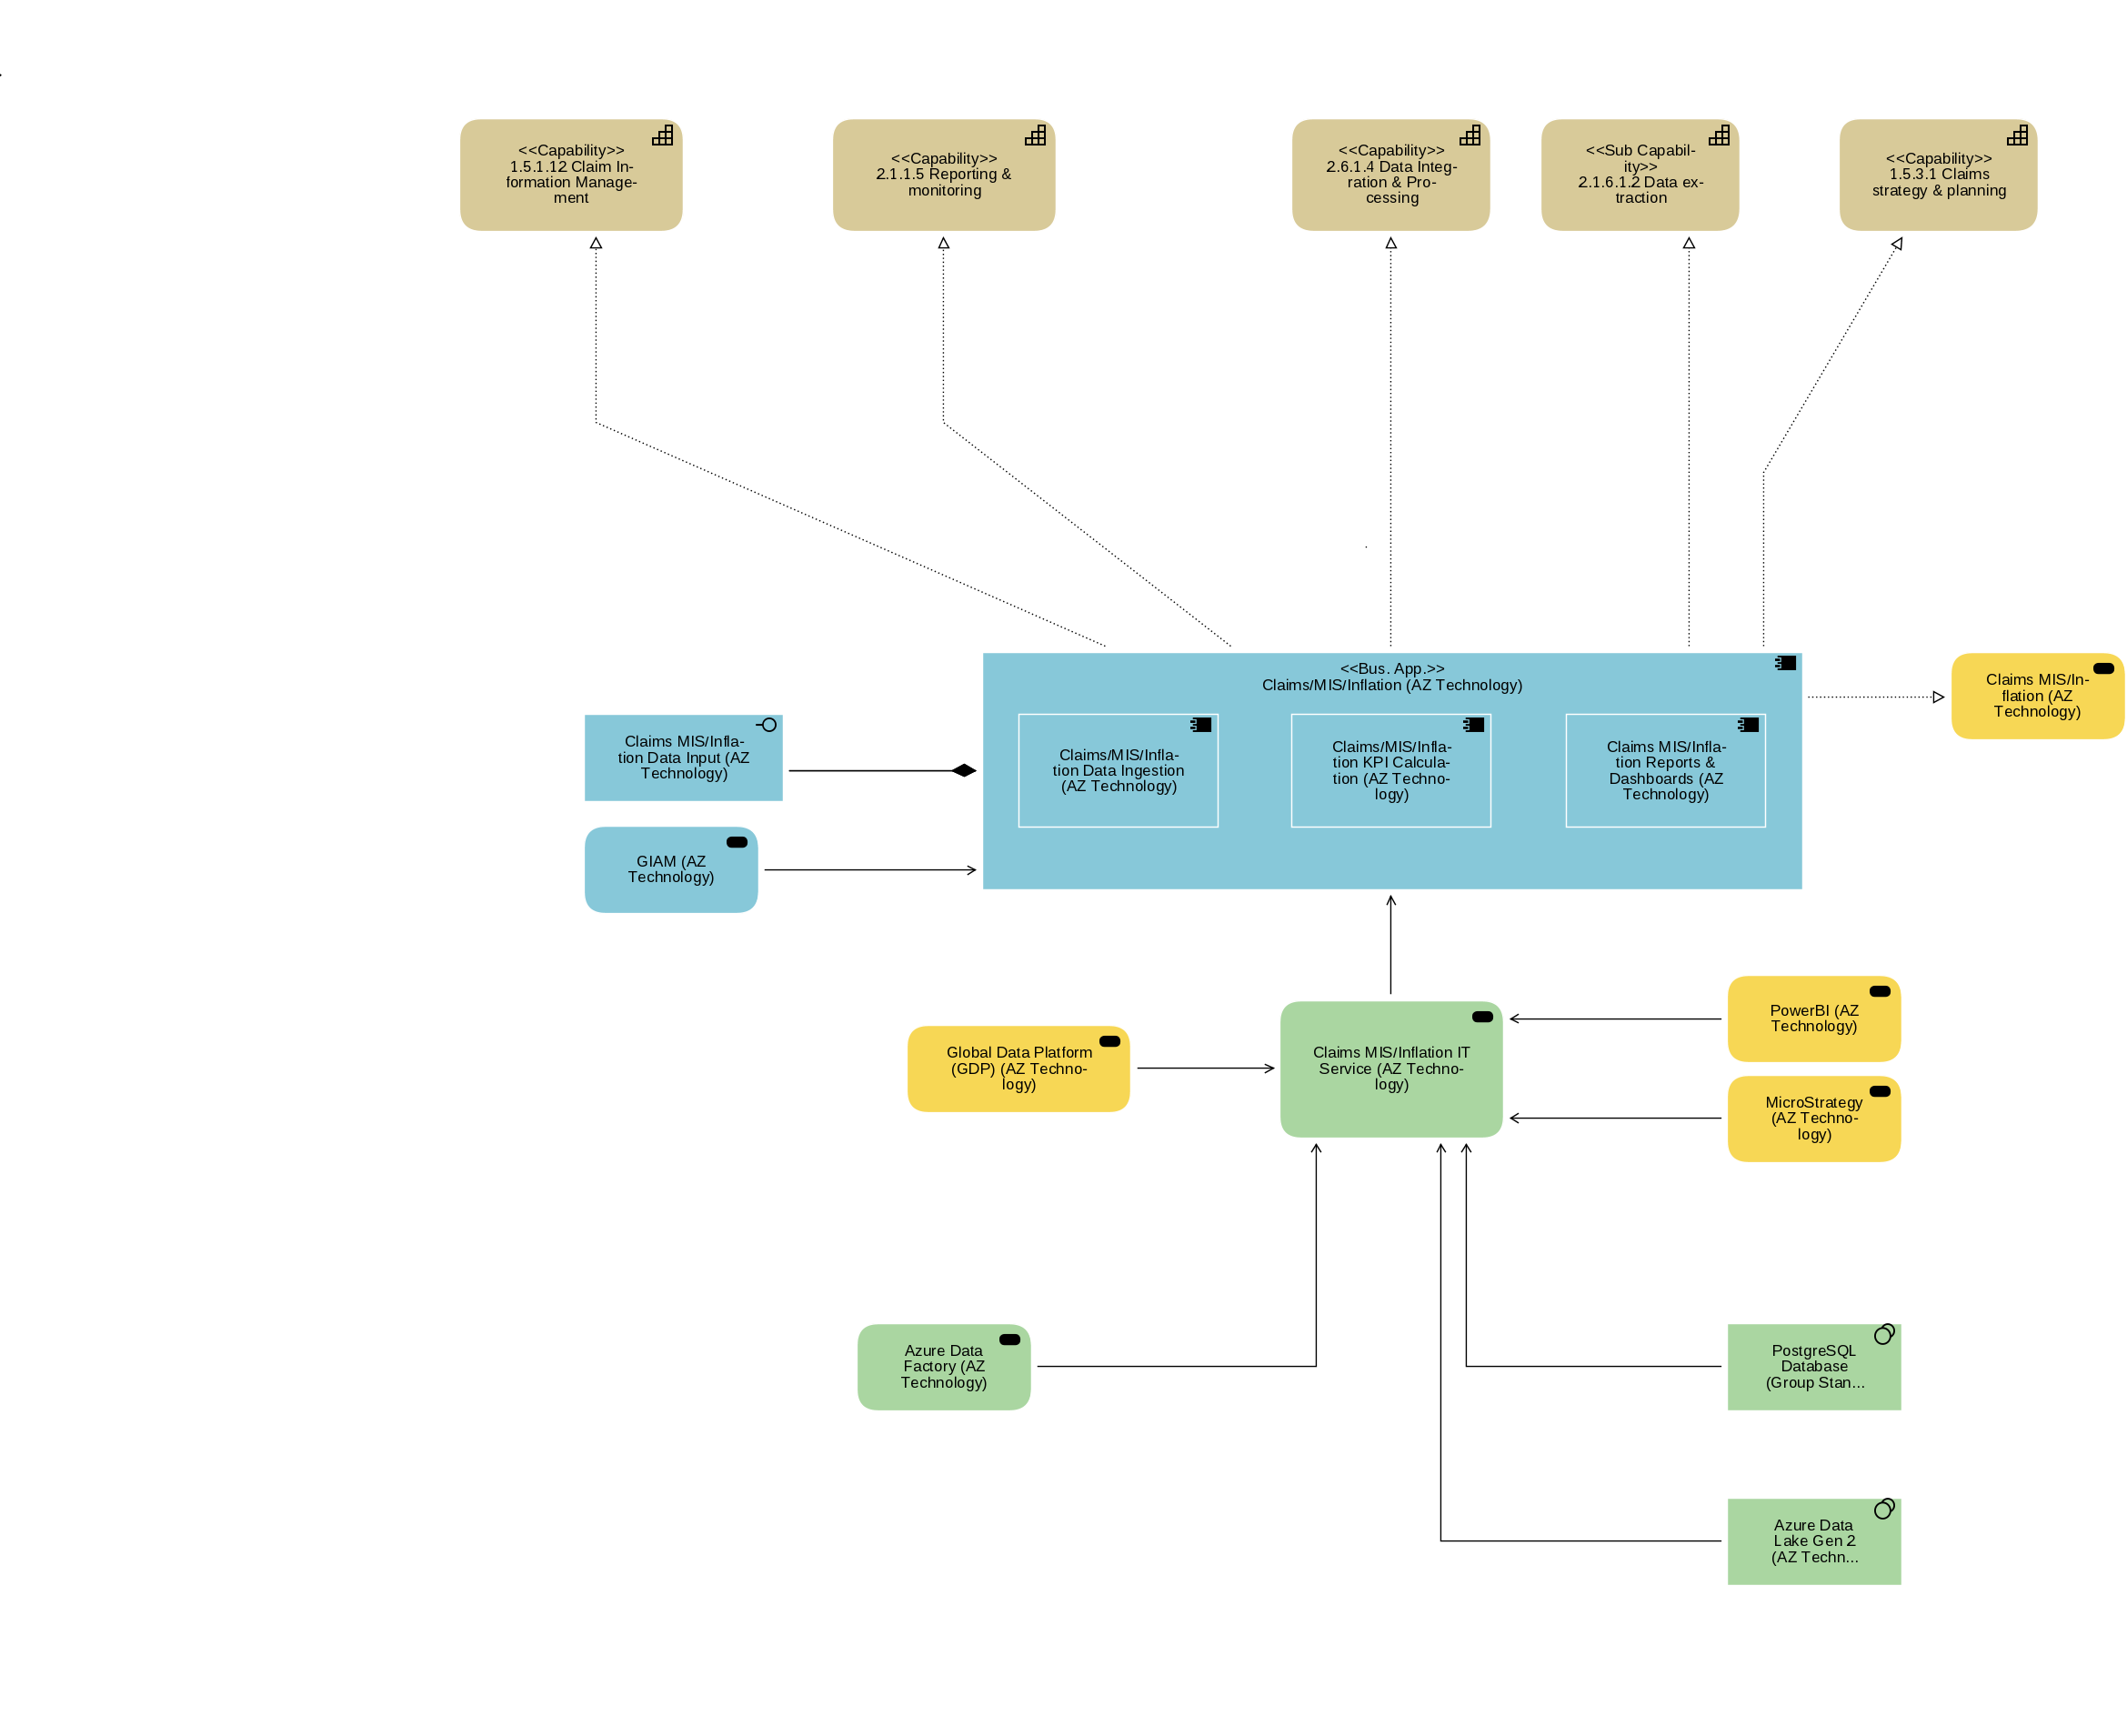 <<Capability>>
1.5.1.12 Claim In-
formation Manage-
ment
<<Capability>>
2.1.1.5 Reporting &
monitoring
<<Capability>>
2.6.1.4 Data Integ-
ration & Pro-
cessing
<<Sub Capabil-
ity>>
2.1.6.1.2 Data ex-
traction
<<Capability>>
1.5.3.1 Claims
strategy & planning
<<Bus. App.>>
Claims/MIS/Inflation (AZ Technology)
Claims MIS/In-
flation (AZ
Technology)
Claims MIS/Infla-
tion Data Input (AZ
Technology)
Claims/MIS/Infla-
tion Data Ingestion
(AZ Technology)
Claims/MIS/Infla-
tion KPI Calcula-
tion (AZ Techno-
logy)
Claims MIS/Infla-
tion Reports &
Dashboards (AZ
Technology)
GIAM (AZ
Technology)
Global Data Platform
(GDP) (AZ Techno-
logy)
Claims MIS/Inflation IT
Service (AZ Techno-
logy)
PowerBI (AZ
Technology)
MicroStrategy
(AZ Techno-
logy)
Azure Data
Factory (AZ
Technology)
PostgreSQL
Database
(Group Stan...
Azure Data
Lake Gen 2
(AZ Techn...